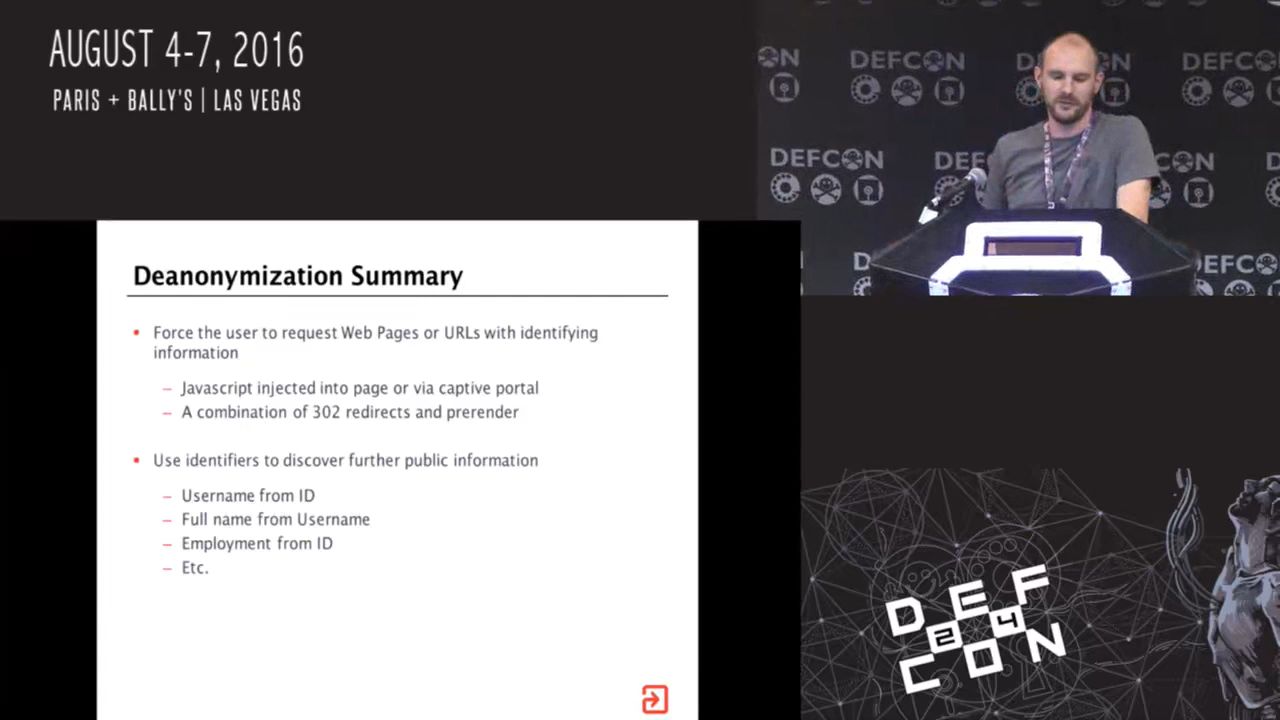 AUGUST 4-7, 2016
PARIS + BALLY'S | LAS VEGAS
DEFCON
DEFCON
DEFCON
Deanonymization Summary
Force the user to request Web Pages or URLs with identifying
information
– Javascript injected into page or via captive portal
– A combination of 302 redirects and prerender
Use identifiers to discover further public information
– Username from ID
– Full name from Username
– Employment from ID
– Etc.
DEF
24
CON